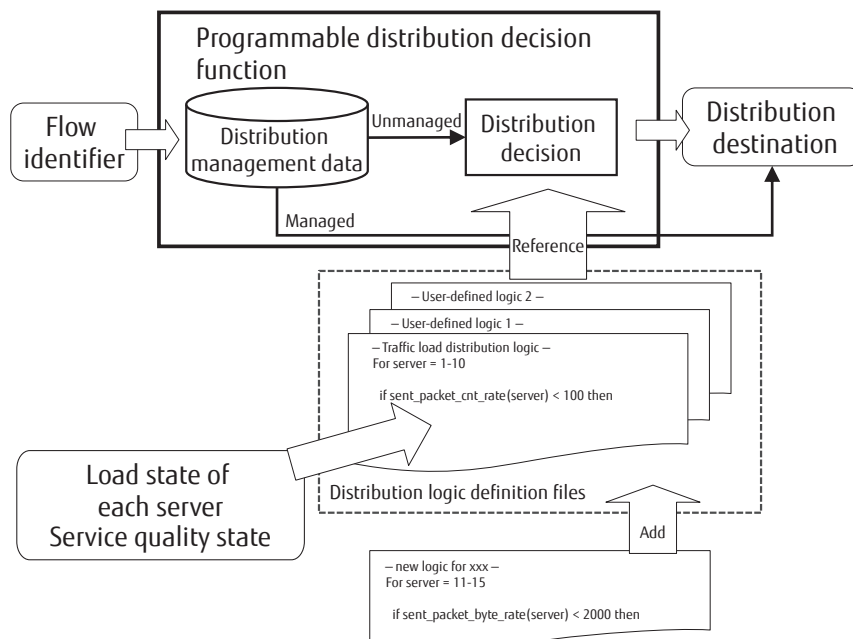 Programmable distribution decision
function
Flow
identifier
Distribution
management data
Unmanaged
Distribution
decision
Distribution
destination
Managed
Reference
– User-defined logic 2 –
– User-defined logic 1 –
– Traffic load distribution logic –
For server = 1-10
if sent_packet_cnt_rate(server) < 100 then
Load state of
each server
Service quality state
Distribution logic definition files
Add
– new logic for xxx –
For server = 11-15
if sent_packet_byte_rate(server) < 2000 then